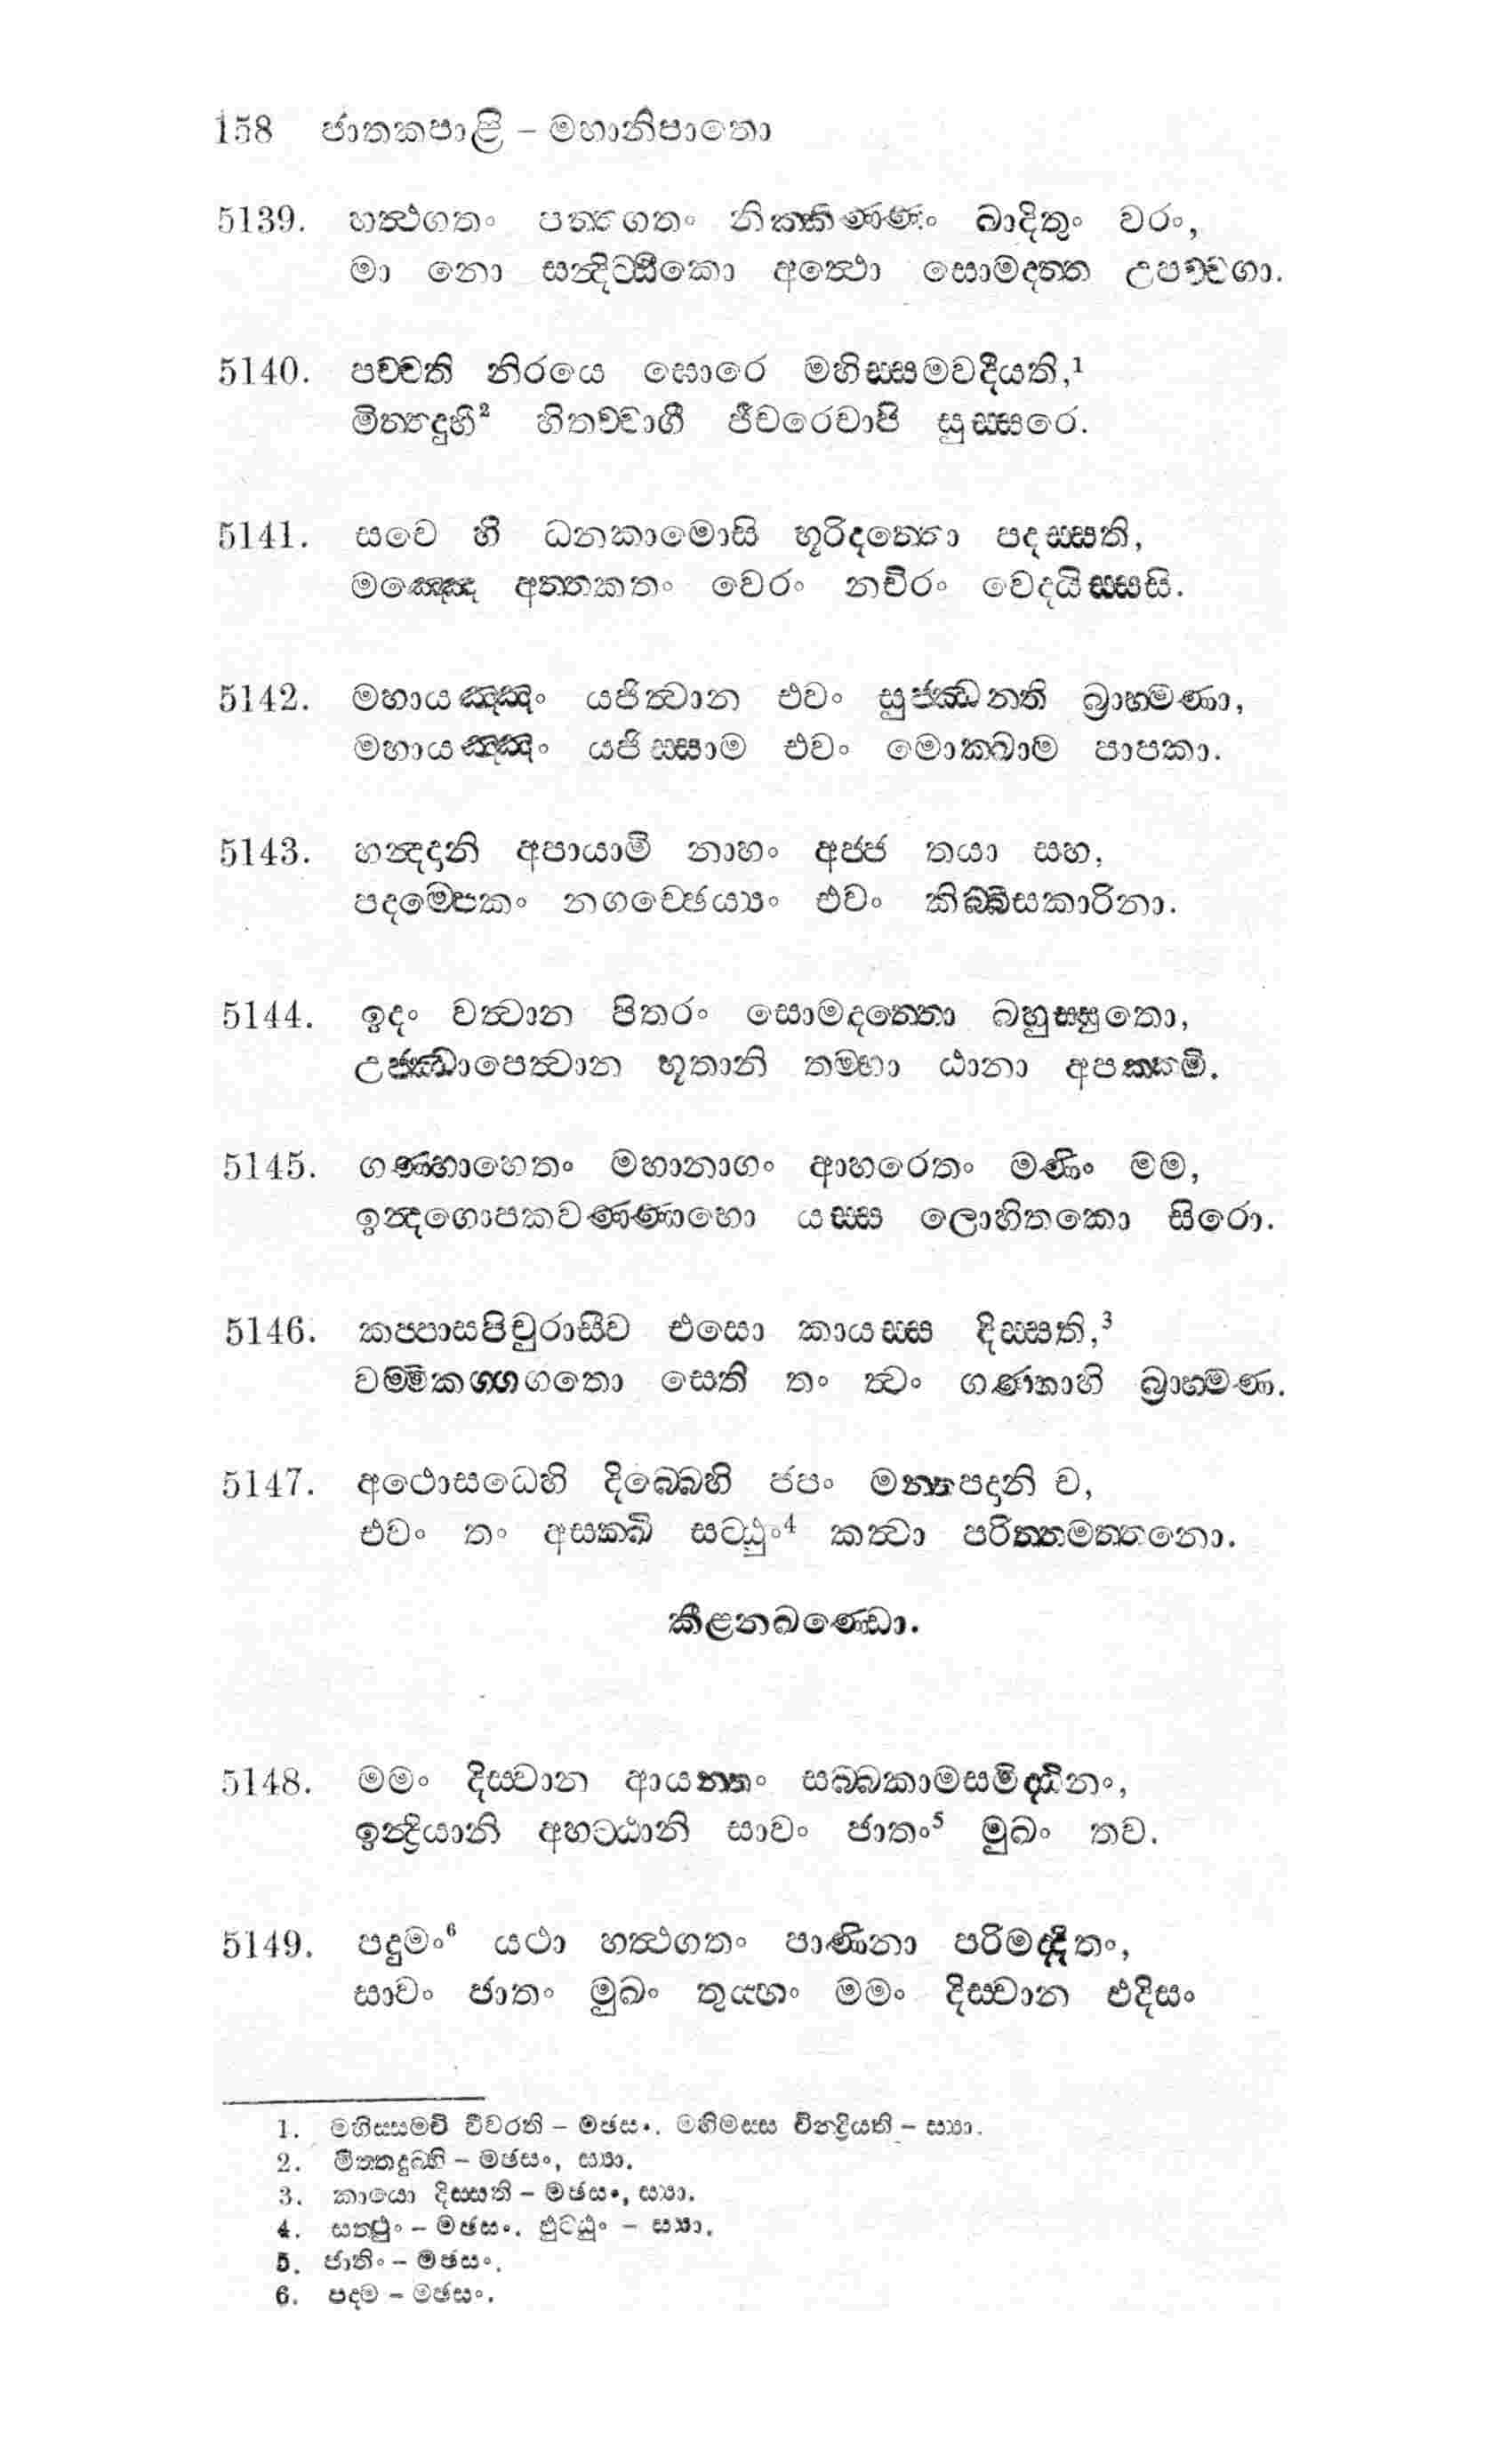 158 ජාතකපාළි – මහානිපාතො
5139. හත්ථගතං පත්තගතං නික්කිණ්ණං ඛාදිතුං වරං,
මා නො සන්දිට්ඨිකො අත්ථො සොමදත්ත උපච්චගා.
5140. පච්චති නිරයෙ ඝොරෙ මහිස්සමවදීයති,¹
මිත්තදුභි² හිතච්චාගී ජීවරෙවාපි සුස්සරෙ.
5141. සචෙ හි ධනකාමොසි භූරිදත්තො පදස්සති,
මඤ්ඤෙ අත්තකතං වෙරං නචිරං වෙදයිස්සසි.
5142. මහායඤ්ඤං යජිත්වාන එවං සුජ්ඣන්ති බ්‍රාහ්මණා,
මහායඤ්ඤං යජිස්සාම එවං මොක්ඛාම පාපකා.
5143. හන්දදානි අපායාමි නාහං අජ්ජ තයා සහ,
පදම්පෙකං නගච්ඡෙය්‍යං එවං කිබ්බිසකාරිනා.
5144. ඉදං වත්වාන පිතරං සොමදත්තො බහුස්සුතො,
උජ්ඣාපෙත්වාන භූතානි තම්හා ඨානා අපක්කමි.
5145. ගණ්හාහෙතං මහානාගං ආහරෙතං මණිං මම,
ඉන්දගොපකවණ්ණාභො යස්ස ලොහිතකො සිරො.
5146. කප්පාසපිචුරාසීව එසො කායස්ස දිස්සති,³
වම්මිකග්ගගතො සෙති තං ත්වං ගණ්හාහි බ්‍රාහ්මණ.
5147. අථොසධෙහි දිබ්බෙහි ජපං මන්තපදානි ච,
එවං තං අසක්ඛි සට්ඨුං⁴ කත්වා පරිත්තමත්තනො.
කීළනඛණ්ඩො.
5148. මමං දිස්වාන ආයන්තං සබ්බකාමසමිද්ධිනං,
ඉන්ද්‍රියානි අහට්ඨානි සාවං ජාතං⁵ මුඛං තව.
5149. පදුමං⁶ යථා හත්ථගතං පාණිනා පරිමද්දිතං,
සාවං ජාතං මුඛං තුය්හං මමං දිස්වාන එදිසං
1. මහිස්සමචි චීවරති – මජසං. මහිමස්ස චින්ද්‍රියති – ස්‍යා.
2. මිත්තදුබ්භි – මජසං, ස්‍යා.
3. කායො දිස්සති – මජසං, ස්‍යා.
4. සත්ථුං – මජසං. ඵුට්ඨුං – ස්‍යා.
5. ජාතිං – මජසං.
6. පද්ම – මජසං.